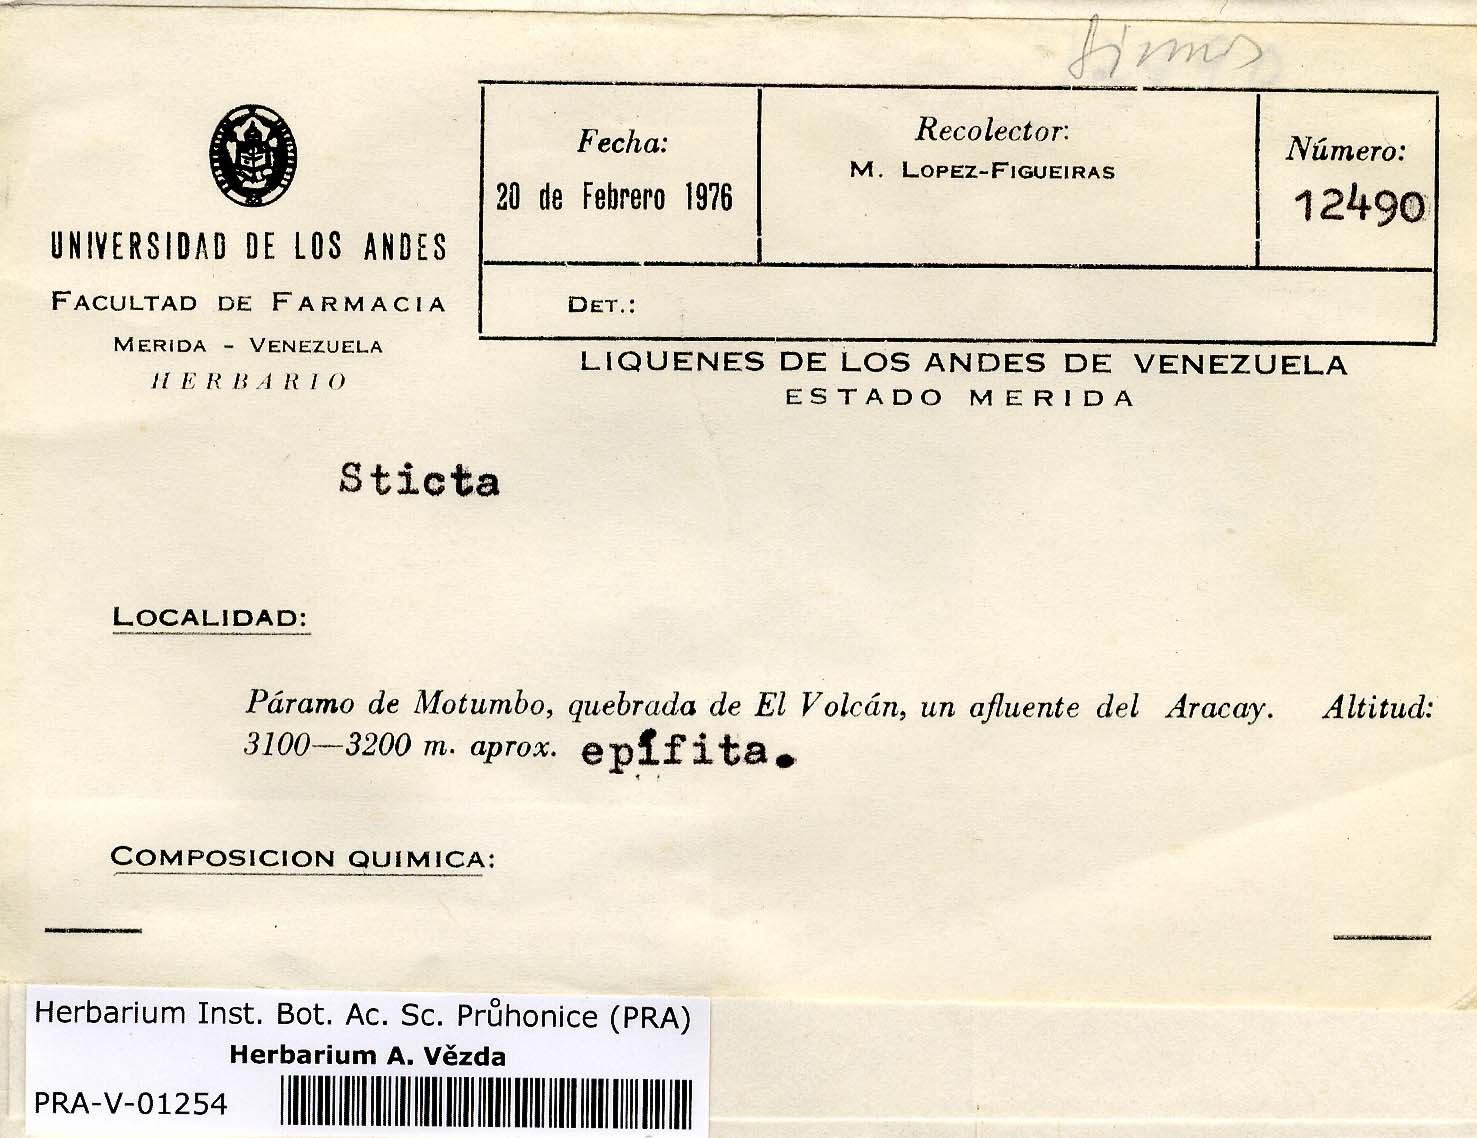 Fecha:
20 de Febrero 1976
Recolector:
M. LOPEZ-FIGUEIRAS
Número:
12490
DET.:
UNIVERSIDAD DE LOS ANDES
FACULTAD DE FARMACIA
MERIDA - VENEZUELA
HERBARIO
LIQUENES DE LOS ANDES DE VENEZUELA
ESTADO MERIDA
Sticta
LOCALIDAD:
Páramo de Motumbo, quebrada de El Volcán, un afluente del Aracay. Altitud:
3100—3200 m. aprox. epífita.
COMPOSICION QUIMICA:
Herbarium Inst. Bot. Ac. Sc. Průhonice (PRA)
Herbarium A. Vězda
PRA-V-01254